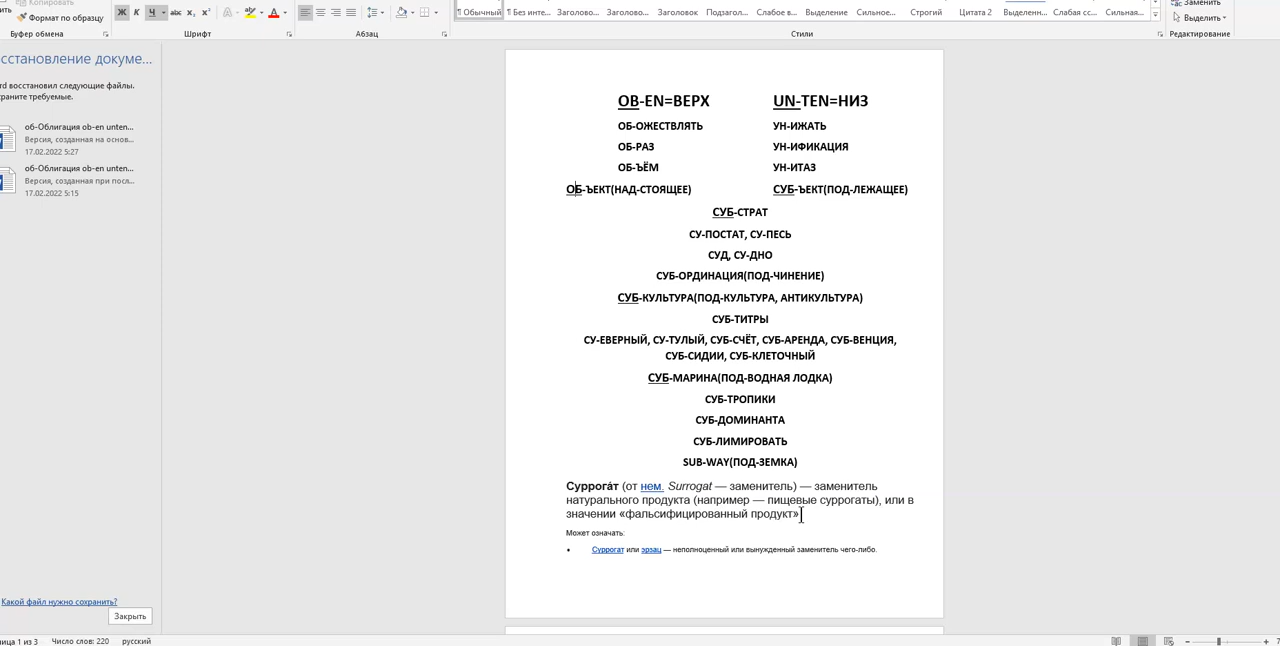 Копировать
Формат по образцу
Буфер обмена
Ж К Ч abc x₁ x²
Шрифт
Абзац
¶ Обычный ¶ Без инте... Заголово... Заголово... Заголовок Подзагол... Слабое в... Выделение Сильное... Строгий Цитата 2 Выделенн... Слабая сс... Сильная...
Стили
Заменить
Выделить
Редактирование
сстановление докуме...
rd восстановил следующие файлы.
храните требуемые.
об-Облигация ob-en unten...
Версия, созданная на основ...
17.02.2022 5:27
об-Облигация ob-en unten...
Версия, созданная при посл...
17.02.2022 5:15
Какой файл нужно сохранить?
Закрыть
OB-EN=ВЕРХ UN-TEN=НИЗ
ОБ-ОЖЕСТВЛЯТЬ УН-ИЖАТЬ
ОБ-РАЗ УН-ИФИКАЦИЯ
ОБ-ЪЁМ УН-ИТАЗ
ОБ-ЪЕКТ(НАД-СТОЯЩЕЕ) СУБ-ЪЕКТ(ПОД-ЛЕЖАЩЕЕ)
СУБ-СТРАТ
СУ-ПОСТАТ, СУ-ПЕСЬ
СУД, СУ-ДНО
СУБ-ОРДИНАЦИЯ(ПОД-ЧИНЕНИЕ)
СУБ-КУЛЬТУРА(ПОД-КУЛЬТУРА, АНТИКУЛЬТУРА)
СУБ-ТИТРЫ
СУ-ЕВЕРНЫЙ, СУ-ТУЛЫЙ, СУБ-СЧЁТ, СУБ-АРЕНДА, СУБ-ВЕНЦИЯ,
СУБ-СИДИИ, СУБ-КЛЕТОЧНЫЙ
СУБ-МАРИНА(ПОД-ВОДНАЯ ЛОДКА)
СУБ-ТРОПИКИ
СУБ-ДОМИНАНТА
СУБ-ЛИМИРОВАТЬ
SUB-WAY(ПОД-ЗЕМКА)
Суррога́т (от нем. Surrogat — заменитель) — заменитель
натурального продукта (например — пищевые суррогаты), или в
значении «фальсифицированный продукт»
Может означать:
• Суррогат или эрзац — неполноценный или вынужденный заменитель чего-либо.
ница 1 из 3 Число слов: 220 русский